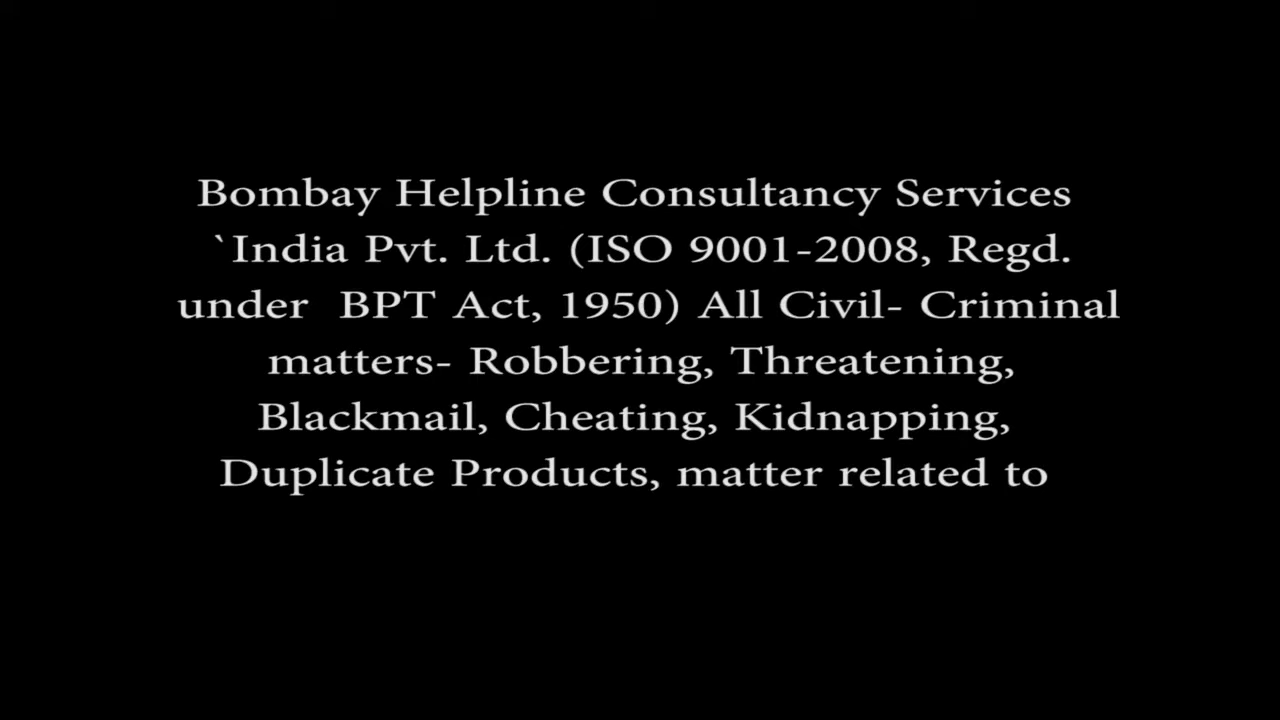 Bombay Helpline Consultancy Services
`India Pvt. Ltd. (ISO 9001-2008, Regd.
under  BPT Act, 1950) All Civil- Criminal
matters- Robbering, Threatening,
Blackmail, Cheating, Kidnapping,
Duplicate Products, matter related to